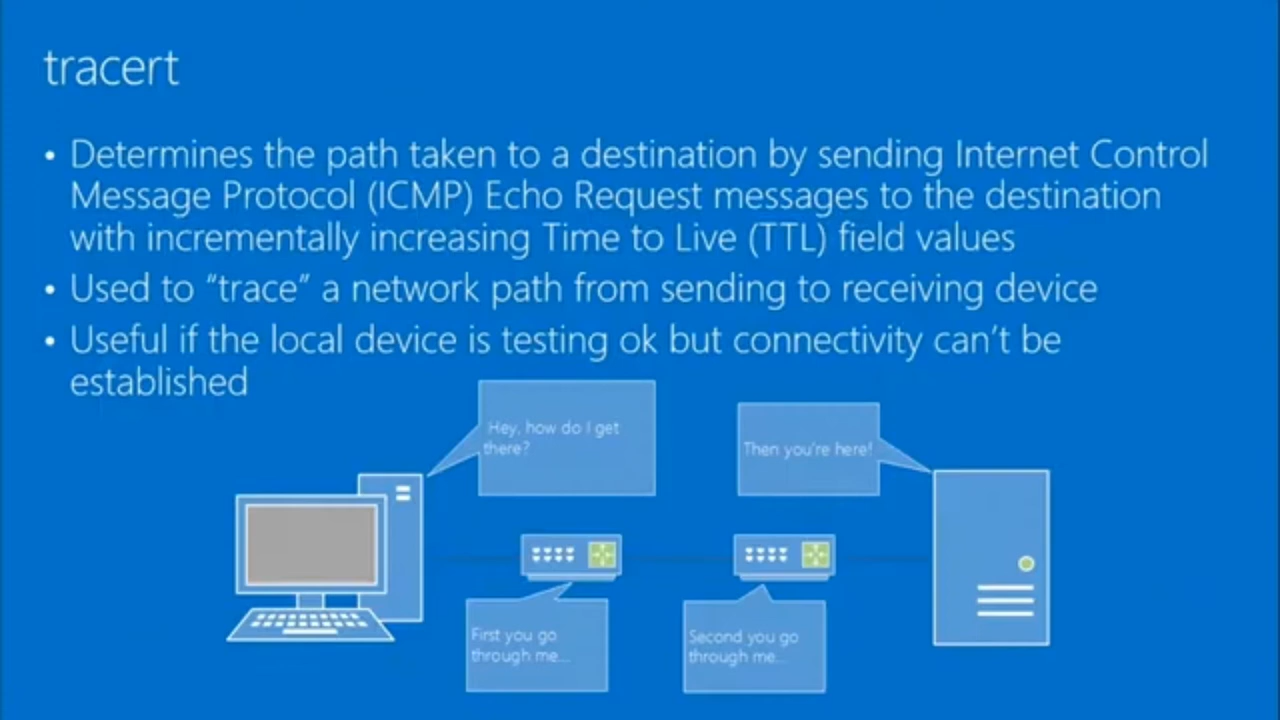 tracert
• Determines the path taken to a destination by sending Internet Control
Message Protocol (ICMP) Echo Request messages to the destination
with incrementally increasing Time to Live (TTL) field values
• Used to “trace” a network path from sending to receiving device
• Useful if the local device is testing ok but connectivity can’t be
established
Hey, how do I get
there?
Then you're here!
First you go
through me...
Second you go
through me...